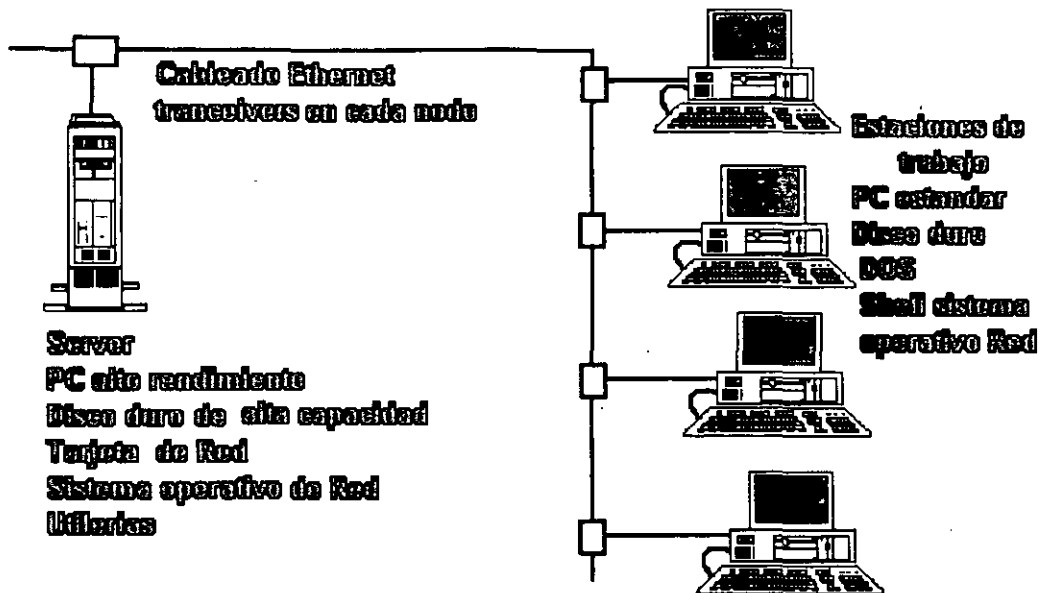 Cableado Ethernet
tranceivers en cada nodo
Estaciones de
trabajo
PC estandar
Disco duro
DOS
Shell sistema
operativo Red
Server
PC alto rendimiento
Disco duro de alta capacidad
Tarjeta de Red
Sistema operativo de Red
Utilerias